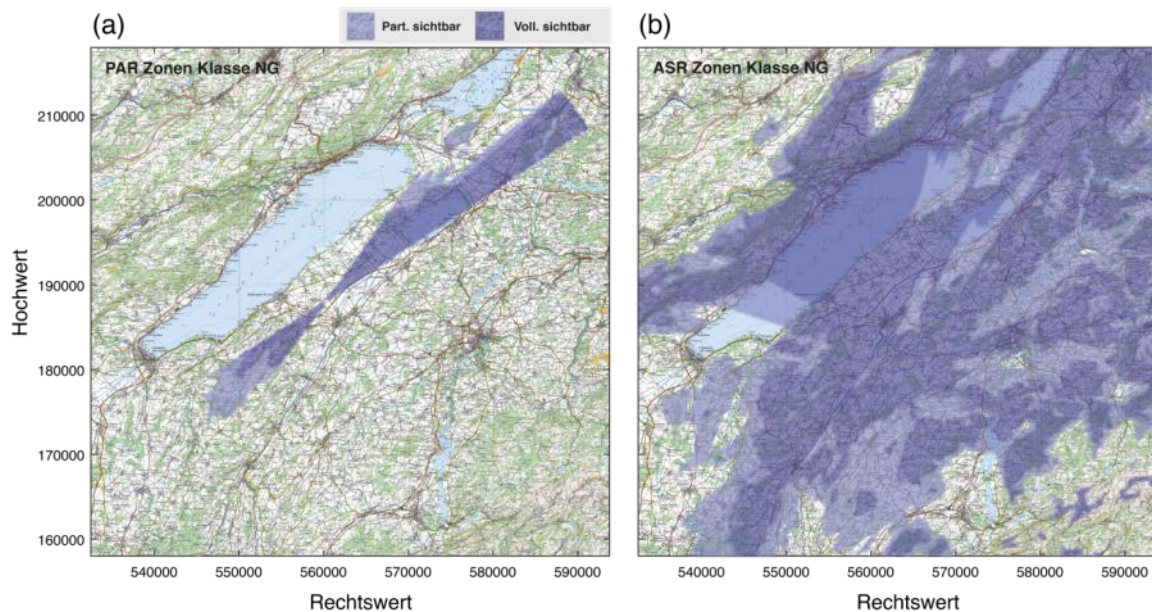 (a)
Part. sichtbar
Voll. sichtbar
(b)
PAR Zonen Klasse NG
ASR Zonen Klasse NG
210000
200000
190000
180000
170000
160000
Hochwert
540000 550000 560000 570000 580000 590000
540000 550000 560000 570000 580000 590000
Rechtswert
Rechtswert